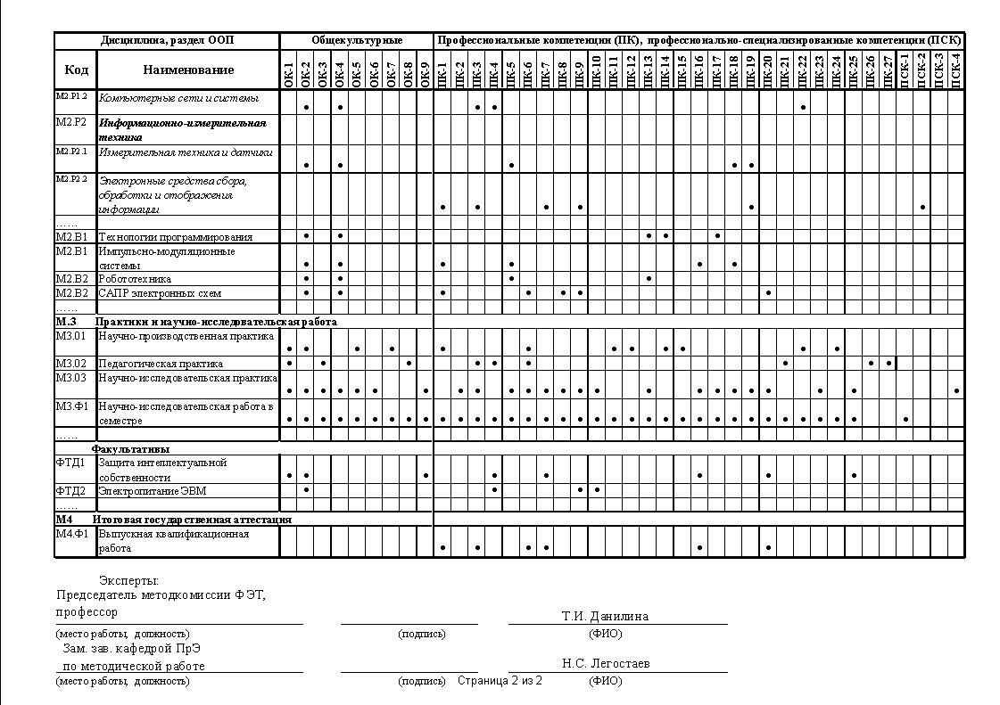 Дисциплина, раздел ООП Общекультурные Профессиональные компетенции (ПК), профессионально-специализированные компетенции (ПСК)
Код Наименование ОК-1 ОК-2 ОК-3 ОК-4 ОК-5 ОК-6 ОК-7 ОК-8 ОК-9 ПК-1 ПК-2 ПК-3 ПК-4 ПК-5 ПК-6 ПК-7 ПК-8 ПК-9 ПК-10 ПК-11 ПК-12 ПК-13 ПК-14 ПК-15 ПК-16 ПК-17 ПК-18 ПК-19 ПК-20 ПК-21 ПК-22 ПК-23 ПК-24 ПК-25 ПК-26 ПК-27 ПСК-1 ПСК-2 ПСК-3 ПСК-4
М2.Р1.2 Компьютерные сети и системы
М2.Р2 Информационно-измерительная
техника
М2.Р2.1 Измерительная техника и датчики
М2.Р2.2 Электронные средства сбора,
обработки и отображения
информации
……
М2.В1 Технологии программирования
М2.В1 Импульсно-модуляционные
системы
М2.В2 Робототехника
М2.В2 САПР электронных схем
……
М.3 Практики и научно-исследовательская работа
М3.01 Научно-производственная практика
М3.02 Педагогическая практика
М3.03 Научно-исследовательская практика
М3.Ф1 Научно-исследовательская работа в
семестре
……
Факультативы
ФТД1 Защита интеллектуальной
собственности
ФТД2 Электропитание ЭВМ
……
М4 Итоговая государственная аттестация
М4.Ф1 Выпускная квалификационная
работа
Эксперты:
Председатель методкомиссии ФЭТ,
профессор Т.И. Данилина
(место работы, должность) (подпись) (ФИО)
Зам. зав. кафедрой ПрЭ
по методической работе Н.С. Легостаев
(место работы, должность) (подпись) Страница 2 из 2 (ФИО)